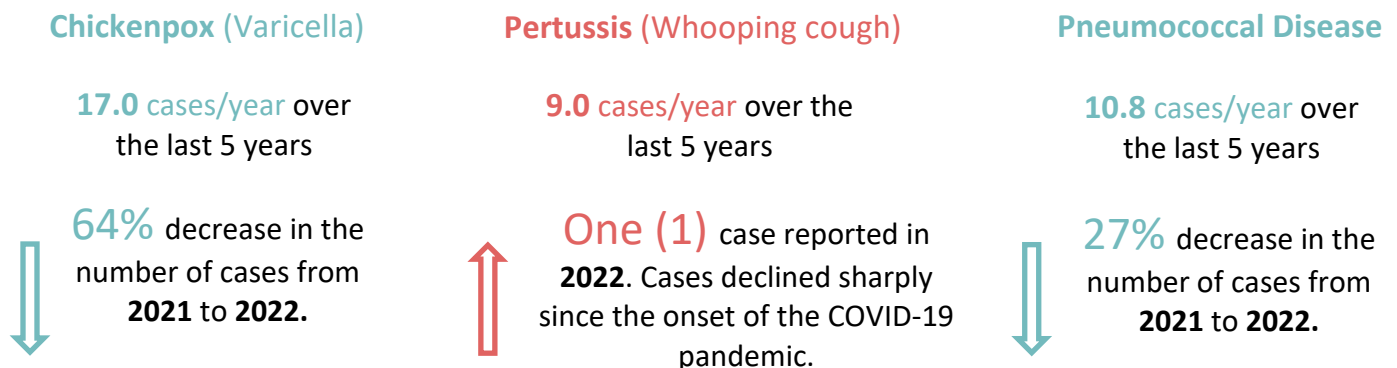 Chickenpox (Varicella)
17.0 cases/year over
the last 5 years
64% decrease in the
number of cases from
2021 to 2022.
Pertussis (Whooping cough)
9.0 cases/year over the
last 5 years
One (1) case reported in
2022. Cases declined sharply
since the onset of the COVID-19
pandemic.
Pneumococcal Disease
10.8 cases/year over
the last 5 years
27% decrease in the
number of cases from
2021 to 2022.